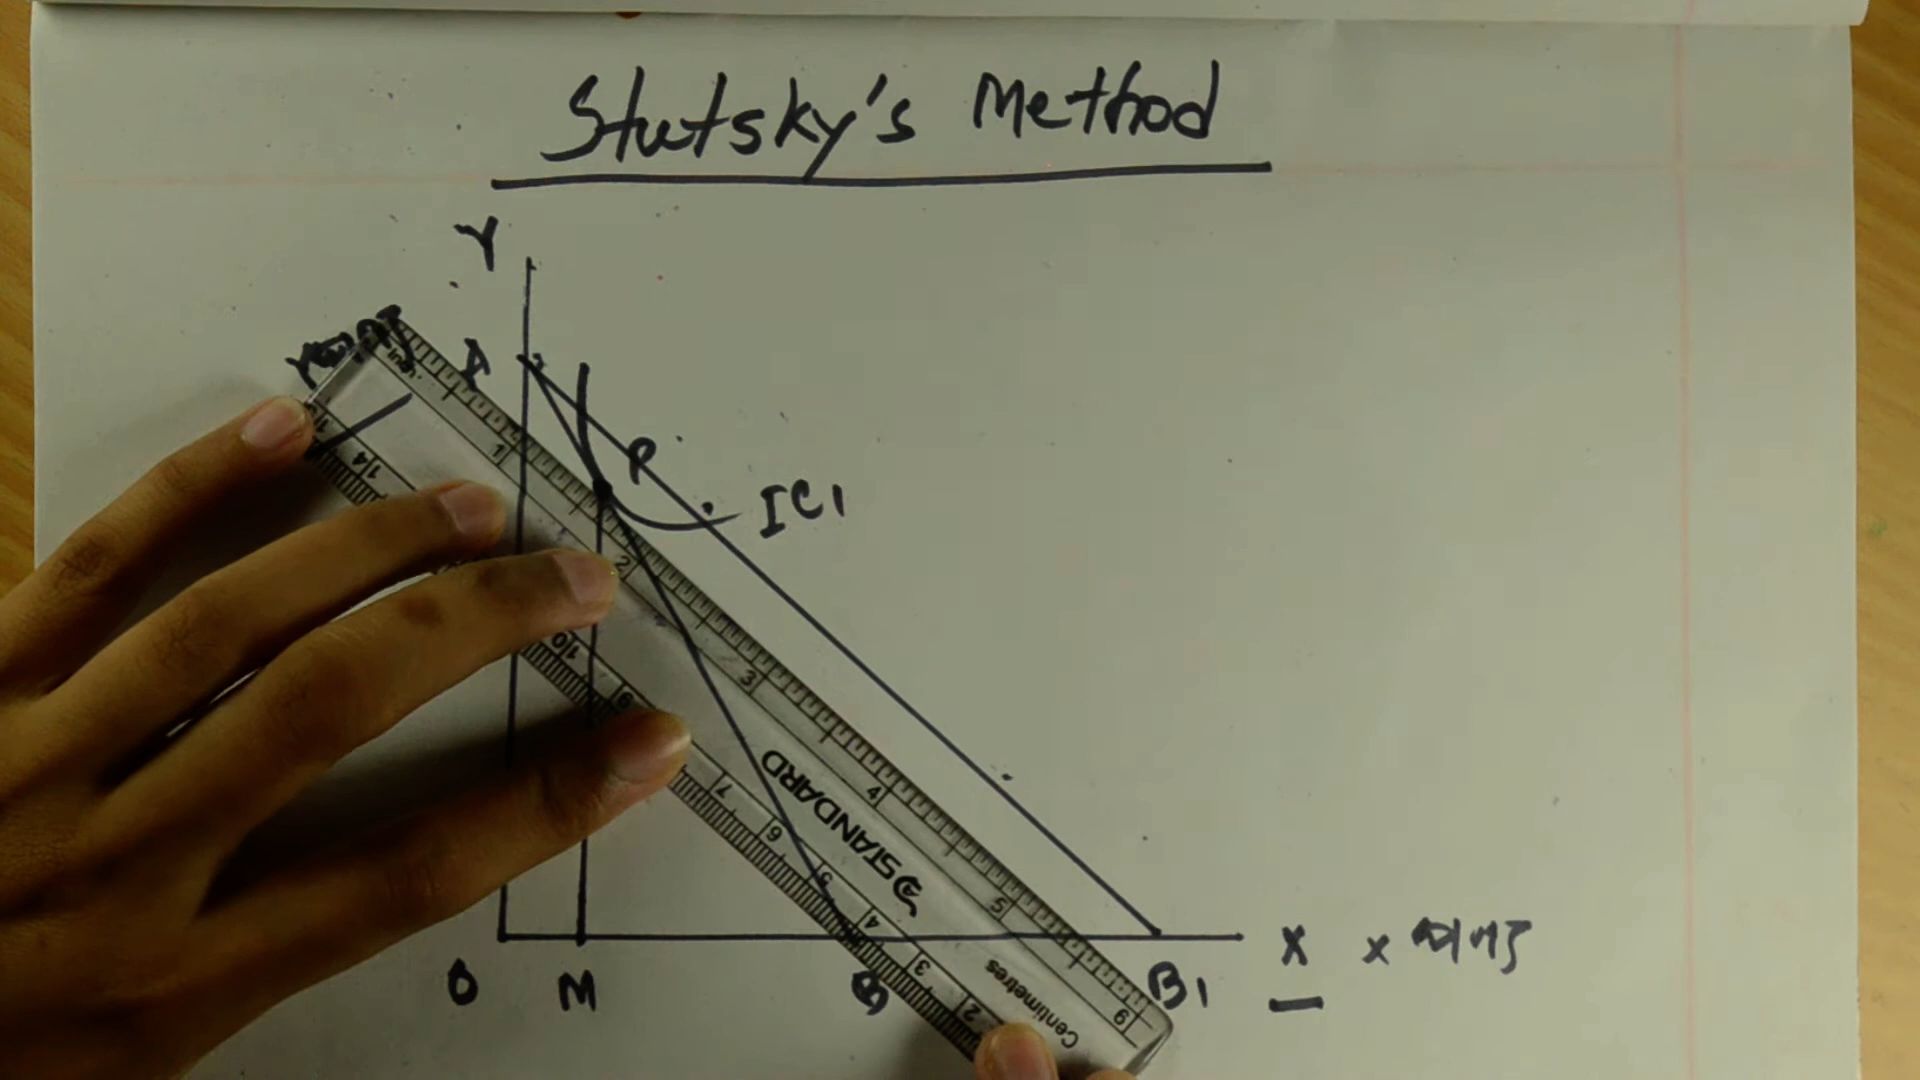 Slutsky's Method
Y
A
P
IC1
STANDARD
Centimetres
O M B B1 X X